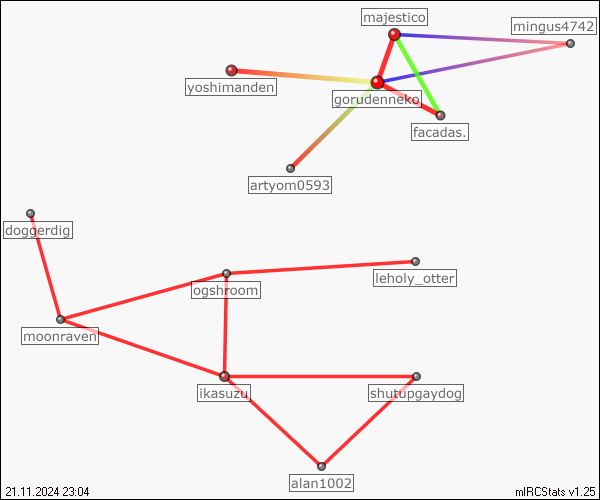 majestico
mingus4742
yoshimanden
gorudenneko
facadas.
artyom0593
doggerdig
leholy_otter
ogshroom
moonraven
ikasuzu
shutupgaydog
alan1002
21.11.2024 23:04
mIRCStats v1.25